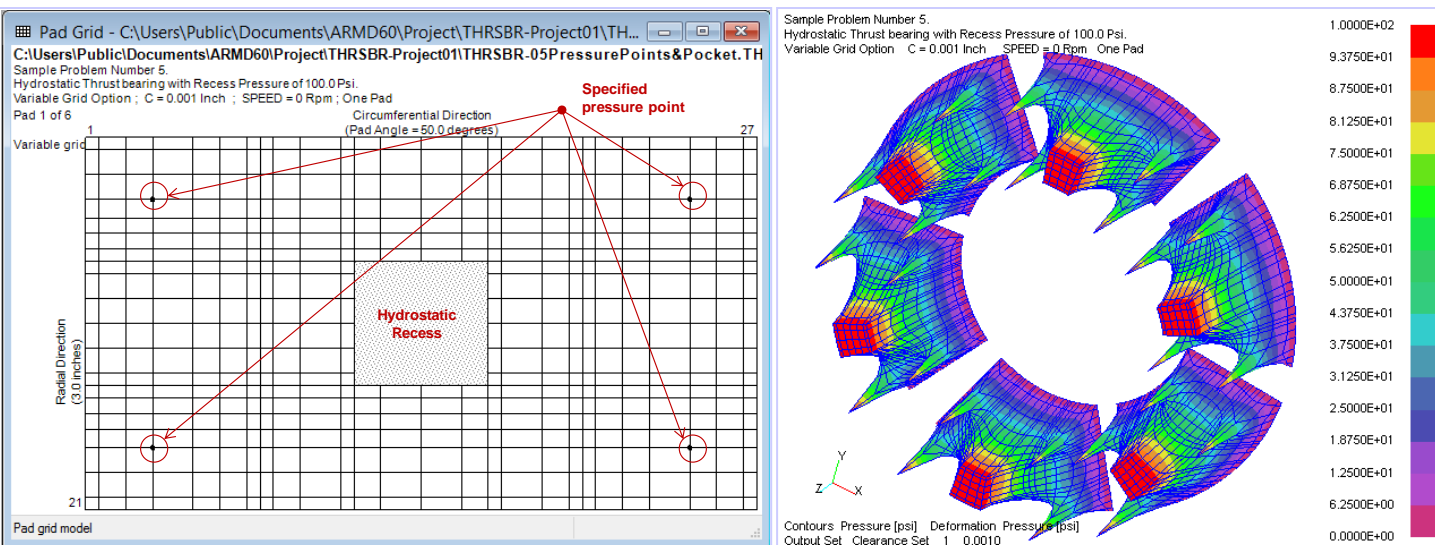 Pad Grid - C:\Users\Public\Documents\ARMD60\Project\THRSBR-Project01\TH...
C:\Users\Public\Documents\ARMD60\Project\THRSBR-Project01\THRSBR-05PressurePoints&Pocket.TH
Sample Problem Number 5.
Hydrostatic Thrust bearing with Recess Pressure of 100.0 Psi.
Variable Grid Option ; C = 0.001 Inch ; SPEED = 0 Rpm ; One Pad
Pad 1 of 6
Circumferential Direction
(Pad Angle = 50.0 degrees)
1
27
Variable grid
Specified
pressure point
Hydrostatic
Recess
Radial Direction
(3.0 inches)
21
Pad grid model
Sample Problem Number 5.
Hydrostatic Thrust bearing with Recess Pressure of 100.0 Psi.
Variable Grid Option C = 0.001 Inch SPEED = 0 Rpm One Pad
1.0000E+02
9.3750E+01
8.7500E+01
8.1250E+01
7.5000E+01
6.8750E+01
6.2500E+01
5.6250E+01
5.0000E+01
4.3750E+01
3.7500E+01
3.1250E+01
2.5000E+01
1.8750E+01
1.2500E+01
6.2500E+00
0.0000E+00
Y
Z
X
Contours Pressure [psi] Deformation Pressure [psi]
Output Set Clearance Set 1 0.0010